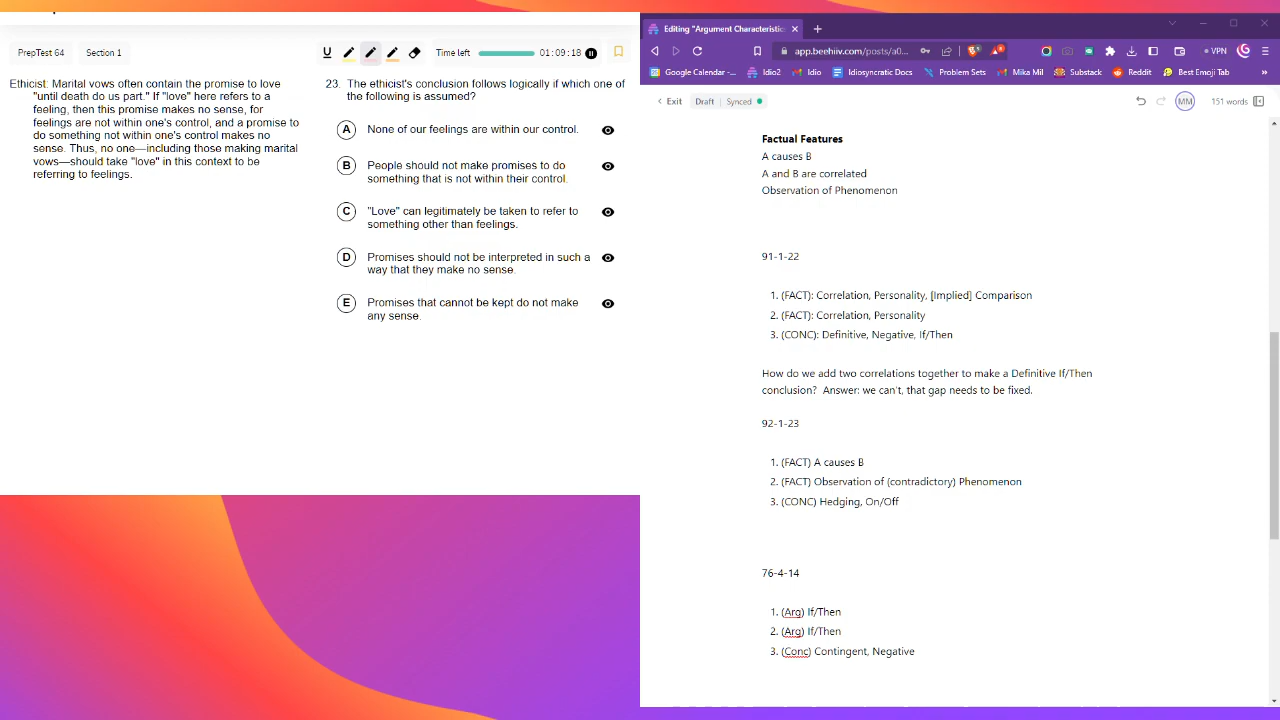 PrepTest 64
Section 1
U
Time left
01:09:18
Ethicist: Marital vows often contain the promise to love
"until death do us part." If "love" here refers to a
feeling, then this promise makes no sense, for
feelings are not within one's control, and a promise to
do something not within one's control makes no
sense. Thus, no one—including those making marital
vows—should take "love" in this context to be
referring to feelings.
23. The ethicist's conclusion follows logically if which one of
the following is assumed?
A None of our feelings are within our control.
B People should not make promises to do
something that is not within their control.
C "Love" can legitimately be taken to refer to
something other than feelings.
D Promises should not be interpreted in such a
way that they make no sense.
E Promises that cannot be kept do not make
any sense.
Editing "Argument Characteristic
app.beehiiv.com/posts/a0...
VPN
Google Calendar -...
Idio2
Idio
Idiosyncratic Docs
Problem Sets
Mika Mil
Substack
Reddit
Best Emoji Tab
»
Exit
Draft
Synced
MM
151 words
Factual Features
A causes B
A and B are correlated
Observation of Phenomenon
91-1-22
1. (FACT): Correlation, Personality, [Implied] Comparison
2. (FACT): Correlation, Personality
3. (CONC): Definitive, Negative, If/Then
How do we add two correlations together to make a Definitive If/Then
conclusion? Answer: we can't, that gap needs to be fixed.
92-1-23
1. (FACT) A causes B
2. (FACT) Observation of (contradictory) Phenomenon
3. (CONC) Hedging, On/Off
76-4-14
1. (Arg) If/Then
2. (Arg) If/Then
3. (Conc) Contingent, Negative